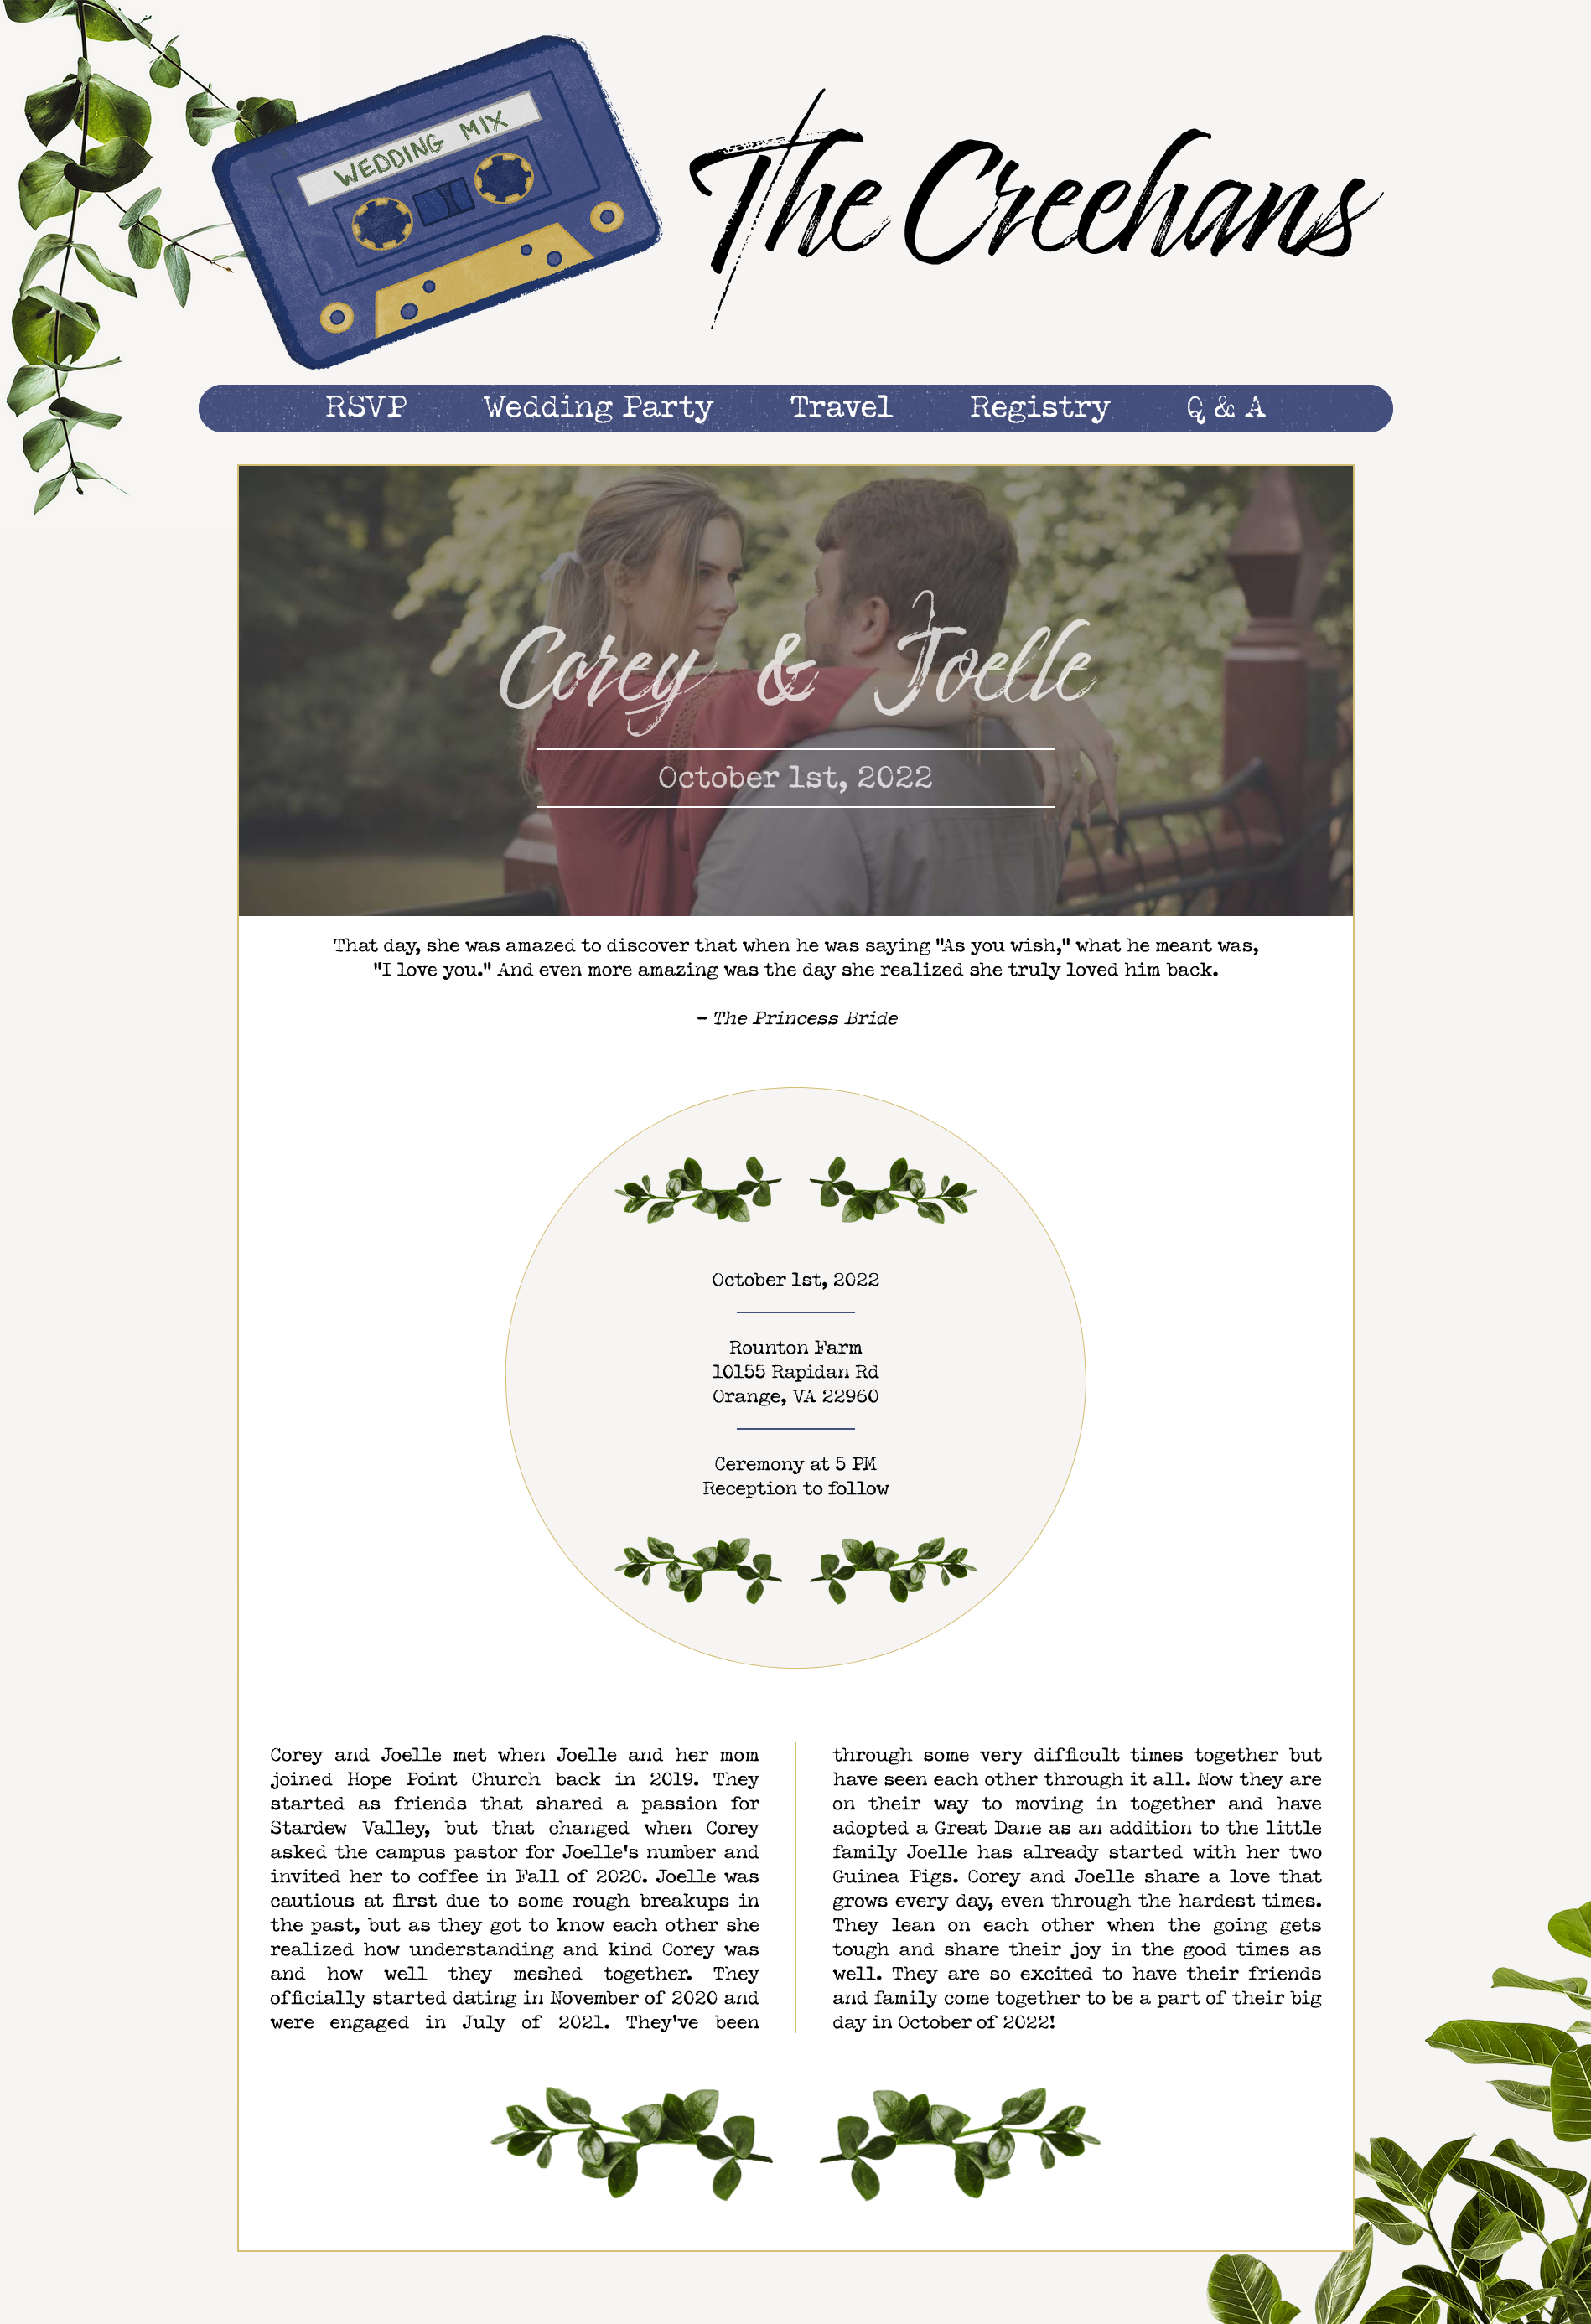 WEDDING MIX
The Creehans
RSVP Wedding Party Travel Registry Q & A
Corey & Joelle
October 1st, 2022
That day, she was amazed to discover that when he was saying "As you wish," what he meant was,
"I love you." And even more amazing was the day she realized she truly loved him back.
- The Princess Bride
October 1st, 2022
Rounton Farm
10155 Rapidan Rd
Orange, VA 22960
Ceremony at 5 PM
Reception to follow
Corey and Joelle met when Joelle and her mom
joined Hope Point Church back in 2019. They
started as friends that shared a passion for
Stardew Valley, but that changed when Corey
asked the campus pastor for Joelle's number and
invited her to coffee in Fall of 2020. Joelle was
cautious at first due to some rough breakups in
the past, but as they got to know each other she
realized how understanding and kind Corey was
and how well they meshed together. They
officially started dating in November of 2020 and
were engaged in July of 2021. They've been
through some very difficult times together but
have seen each other through it all. Now they are
on their way to moving in together and have
adopted a Great Dane as an addition to the little
family Joelle has already started with her two
Guinea Pigs. Corey and Joelle share a love that
grows every day, even through the hardest times.
They lean on each other when the going gets
tough and share their joy in the good times as
well. They are so excited to have their friends
and family come together to be a part of their big
day in October of 2022!